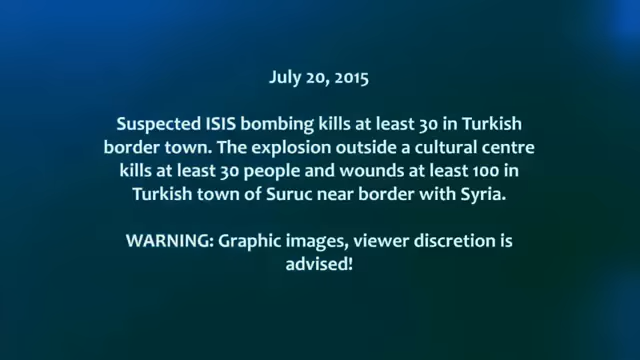 July 20, 2015
Suspected ISIS bombing kills at least 30 in Turkish
border town. The explosion outside a cultural centre
kills at least 30 people and wounds at least 100 in
Turkish town of Suruc near border with Syria.
WARNING: Graphic images, viewer discretion is
advised!